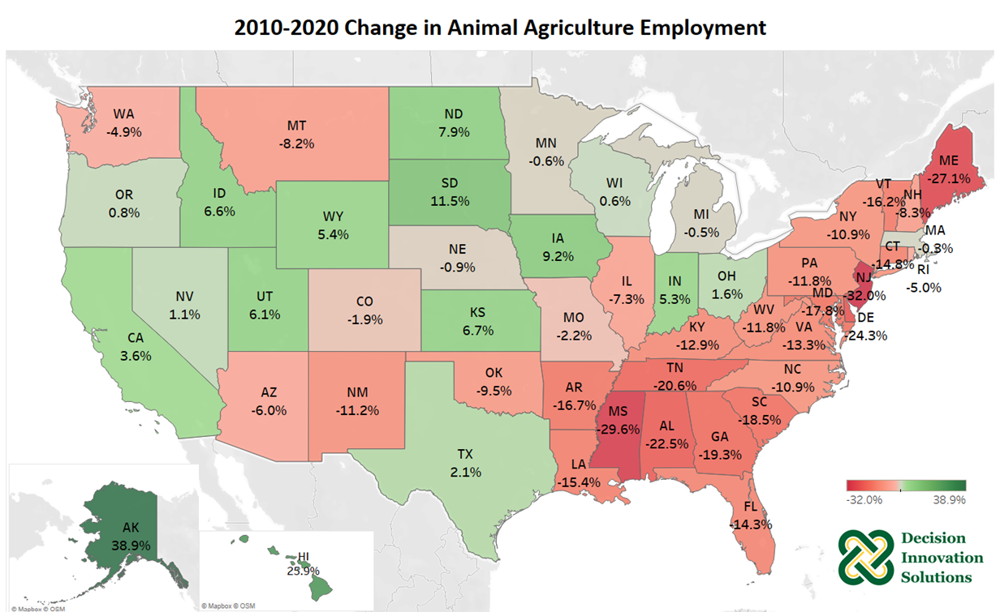 2010-2020 Change in Animal Agriculture Employment
WA
-4.9%
MT
-8.2%
ND
7.9%
MN
-0.6%
ME
-27.1%
OR
0.8%
ID
6.6%
WY
5.4%
SD
11.5%
WI
0.6%
MI
-0.5%
VT
-16.2%
NH
-8.3%
NY
-10.9%
MA
-0.3%
CT
-14.8%
RI
-5.0%
NE
-0.9%
IA
9.2%
PA
-11.8%
NJ
-32.0%
NV
1.1%
UT
6.1%
CO
-1.9%
KS
6.7%
MO
-2.2%
IL
-7.3%
IN
5.3%
OH
1.6%
MD
-17.8%
DE
-24.3%
WV
-11.8%
VA
-13.3%
KY
-12.9%
CA
3.6%
AZ
-6.0%
NM
-11.2%
OK
-9.5%
AR
-16.7%
TN
-20.6%
NC
-10.9%
SC
-18.5%
MS
-29.6%
AL
-22.5%
GA
-19.3%
TX
2.1%
LA
-15.4%
FL
-14.3%
AK
38.9%
HI
25.9%
-32.0% 38.9%
Decision
Innovation
Solutions
© Mapbox © OSM
© Mapbox © OSM